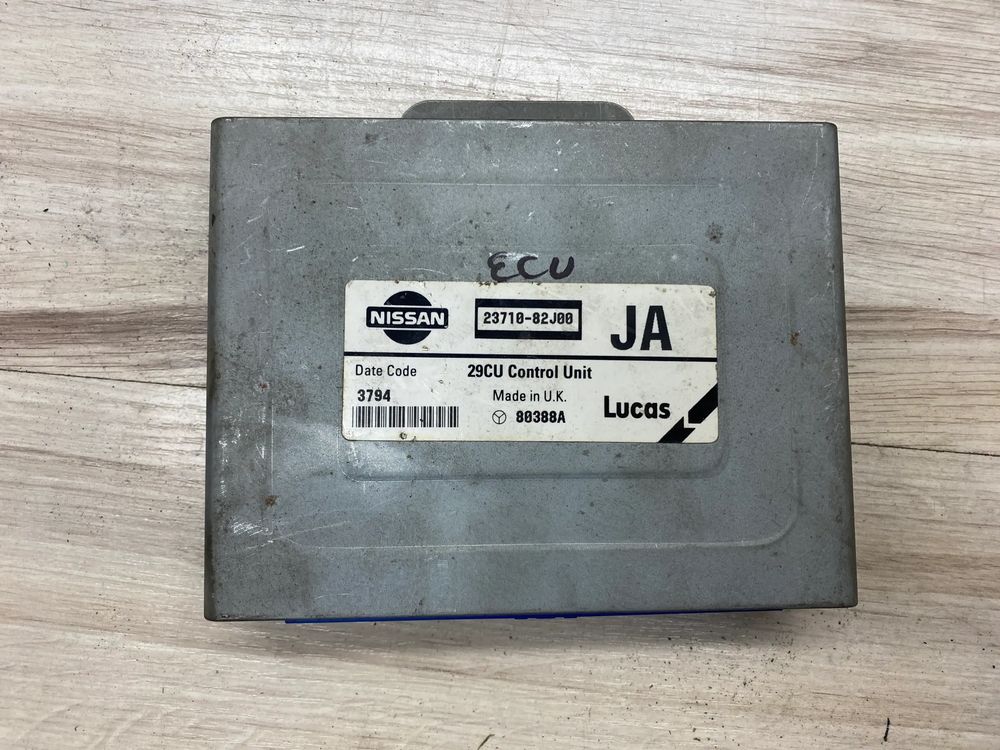 ECU
NISSAN
23710-82J00
JA
Date Code
29CU Control Unit
3794
Made in U.K.
80388A
Lucas